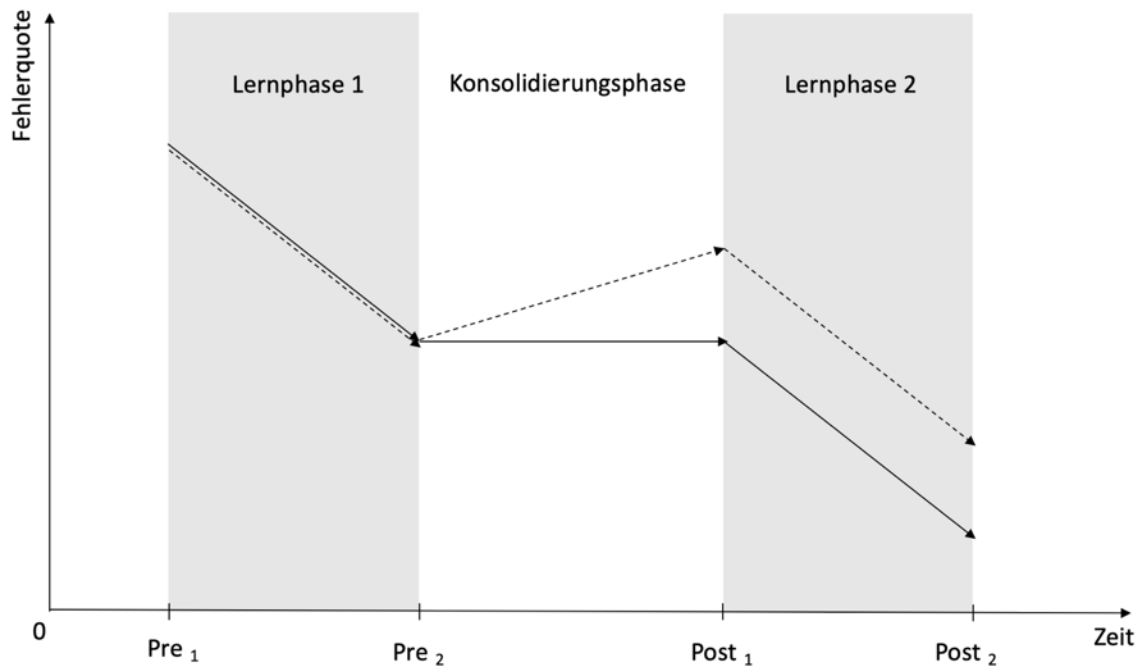 Fehlerquote
Lernphase 1
Konsolidierungsphase
Lernphase 2
0
Pre 1
Pre 2
Post 1
Post 2
Zeit